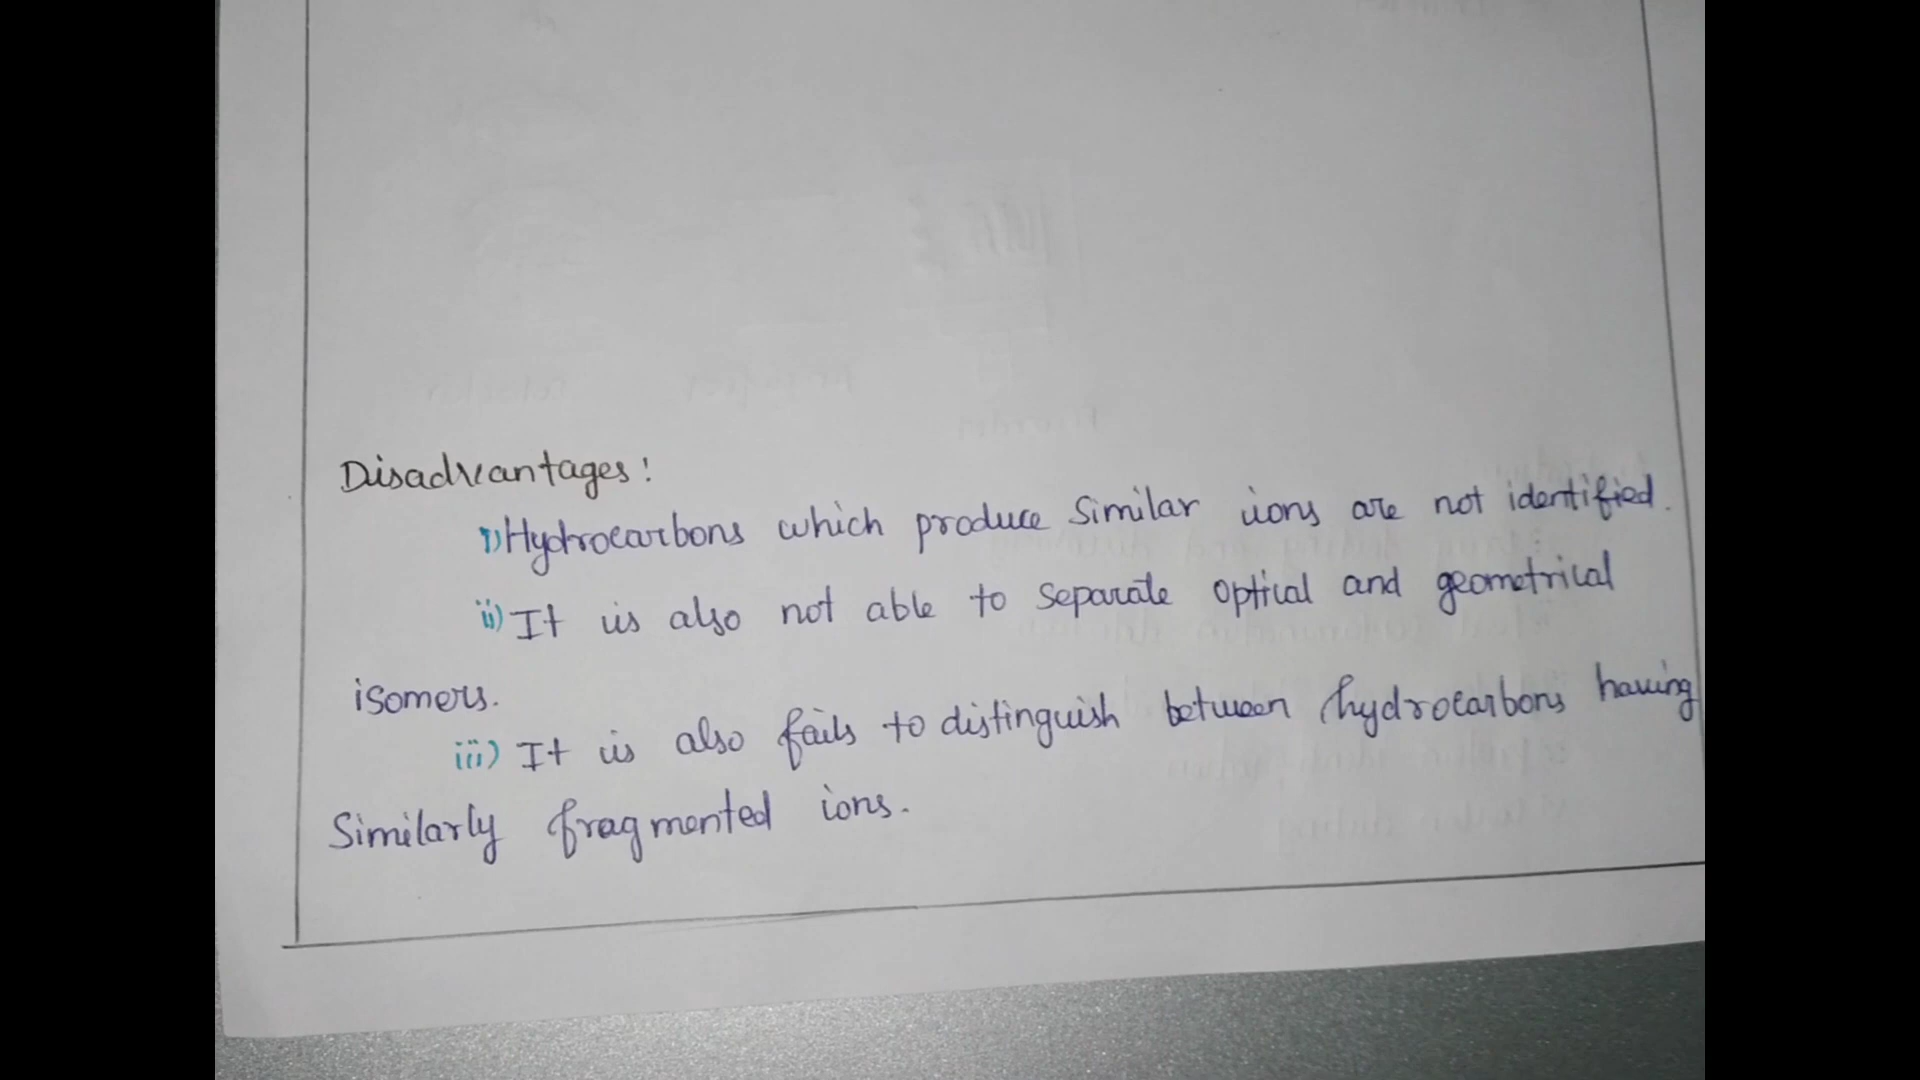 Disadvantages:
i) Hydrocarbons which produce Similar ions are not identified.
ii) It is also not able to separate optical and geometrical
isomers.
iii) It is also fails to distinguish between hydrocarbons having
Similarly fragmented ions.